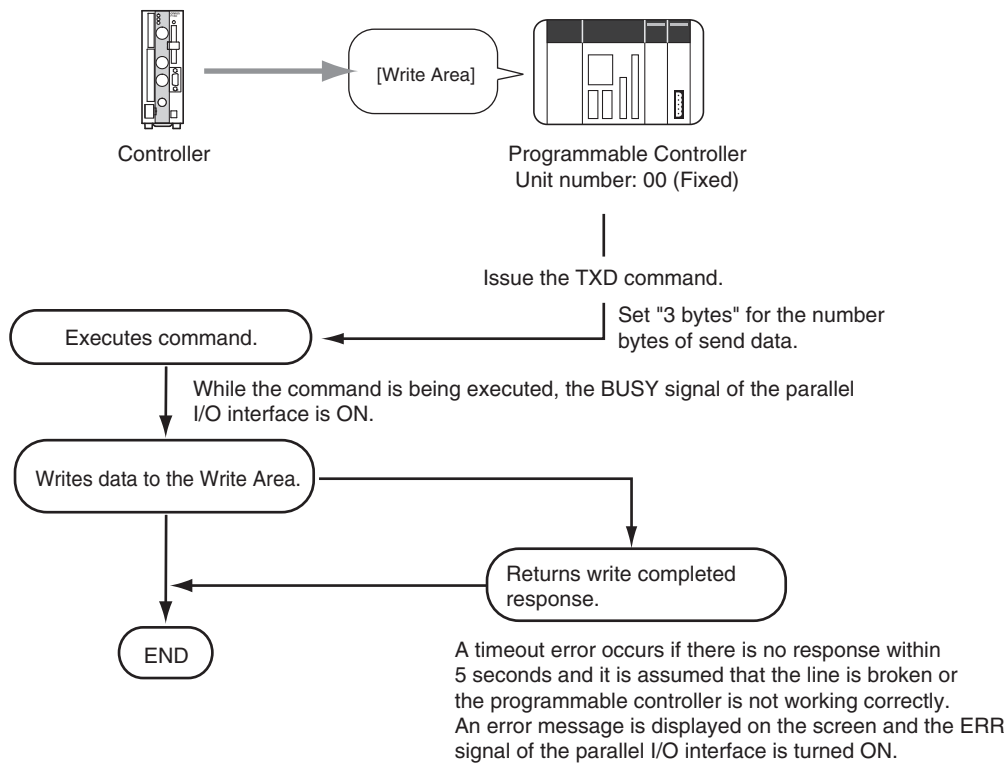 [Write Area]
Controller
Programmable Controller
Unit number: 00 (Fixed)
Issue the TXD command.
Set "3 bytes" for the number
bytes of send data.
Executes command.
While the command is being executed, the BUSY signal of the parallel
I/O interface is ON.
Writes data to the Write Area.
Returns write completed
response.
END
A timeout error occurs if there is no response within
5 seconds and it is assumed that the line is broken or
the programmable controller is not working correctly.
An error message is displayed on the screen and the ERR
signal of the parallel I/O interface is turned ON.